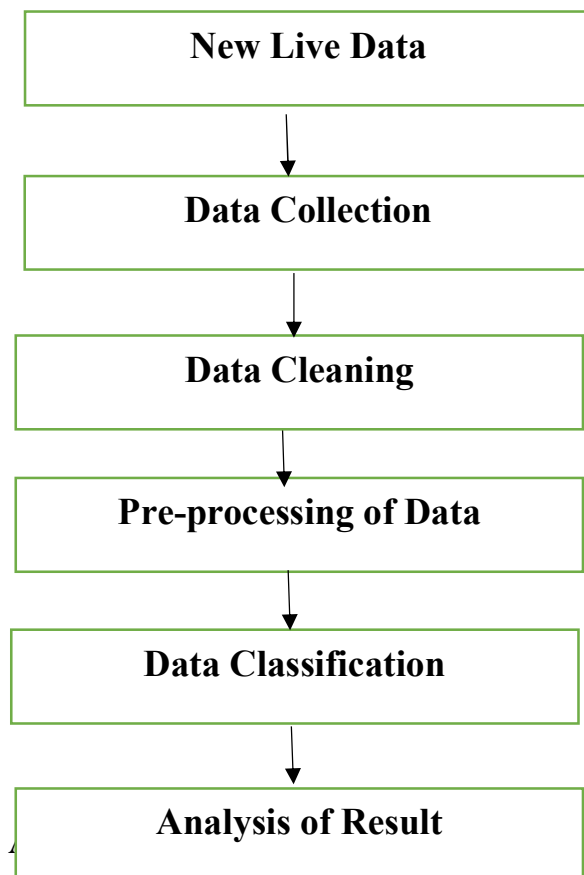 New Live Data
Data Collection
Data Cleaning
Pre-processing of Data
Data Classification
Analysis of Result